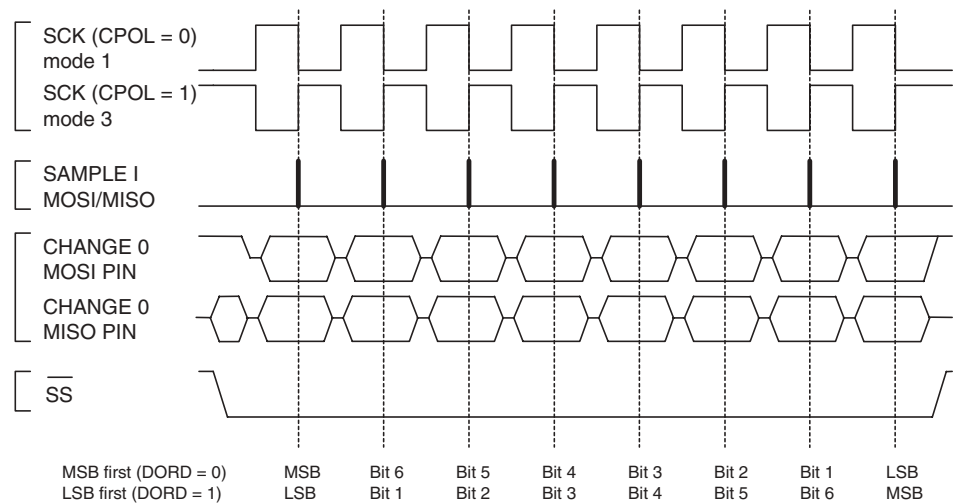 SCK (CPOL = 0)
mode 1
SCK (CPOL = 1)
mode 3
SAMPLE I
MOSI/MISO
CHANGE 0
MOSI PIN
CHANGE 0
MISO PIN
SS
MSB first (DORD = 0) MSB Bit 6 Bit 5 Bit 4 Bit 3 Bit 2 Bit 1 LSB
LSB first (DORD = 1) LSB Bit 1 Bit 2 Bit 3 Bit 4 Bit 5 Bit 6 MSB